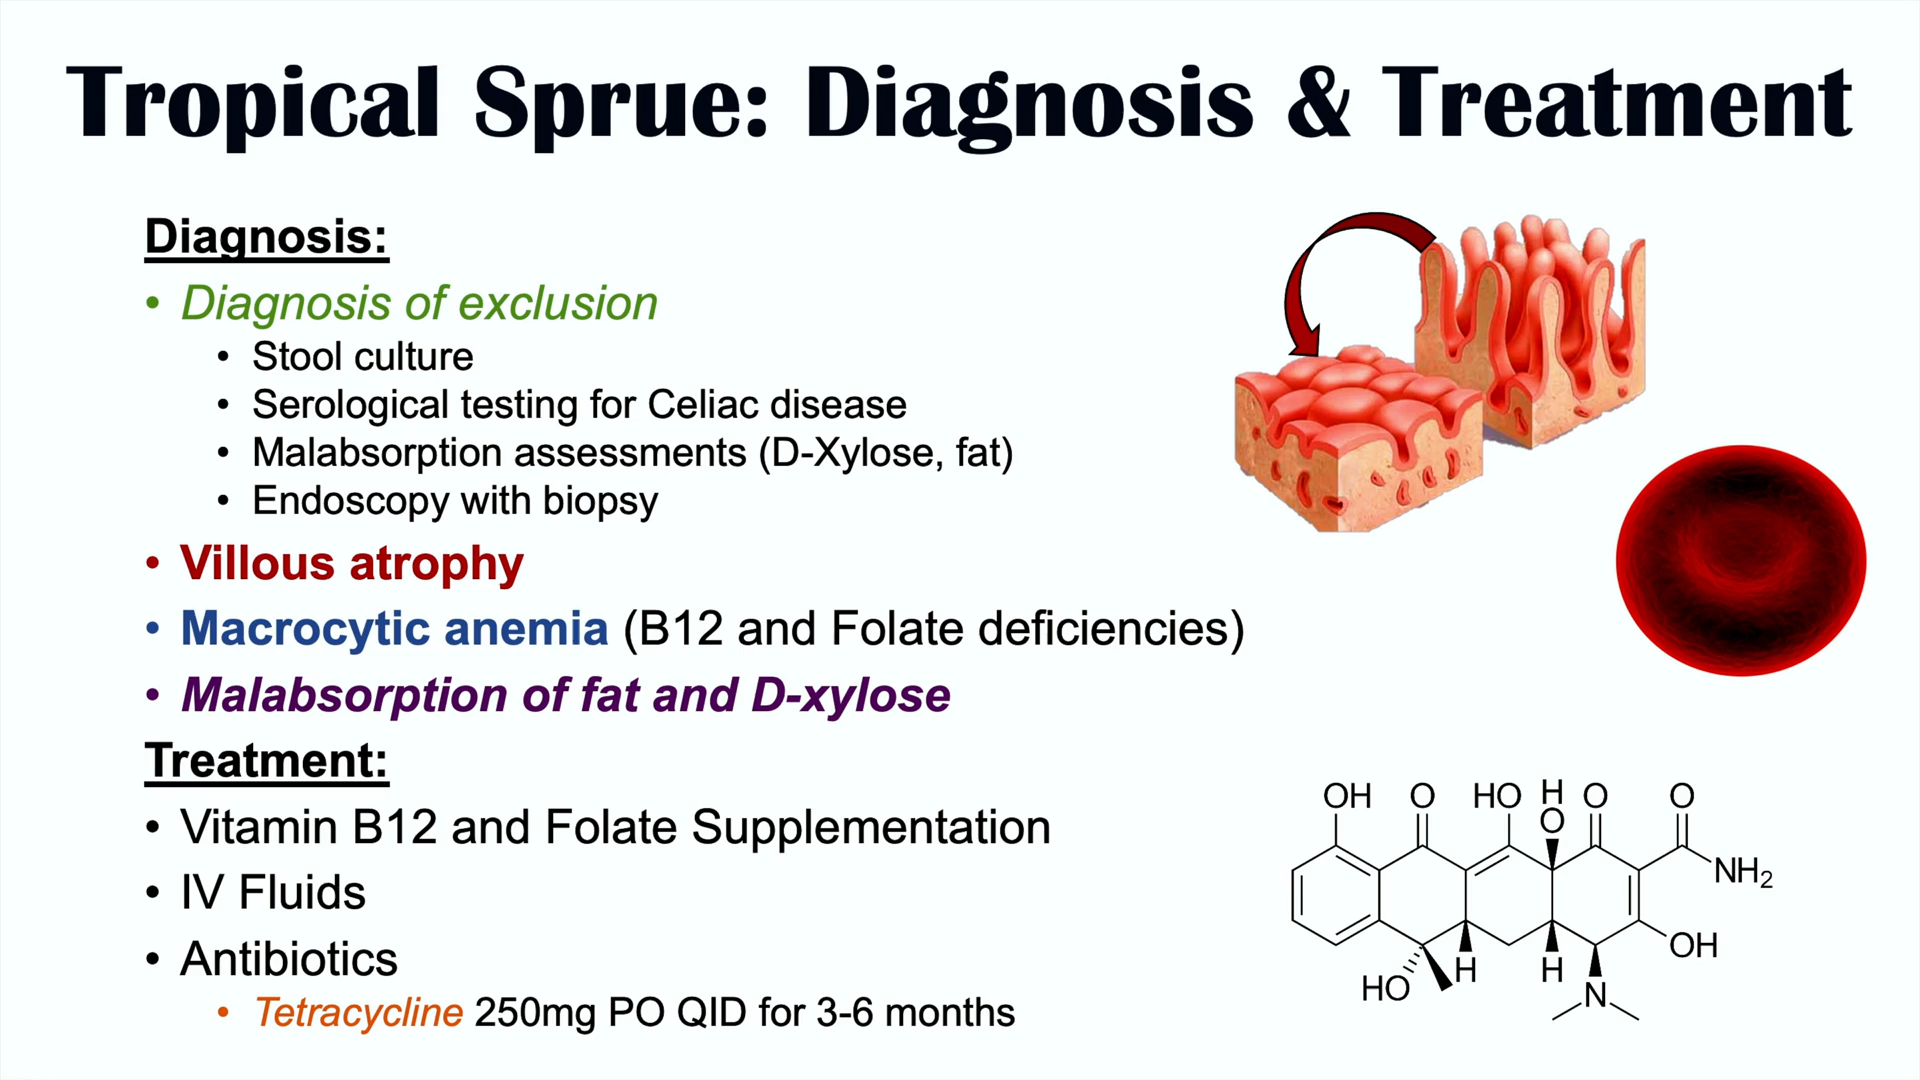 Tropical Sprue: Diagnosis & Treatment
Diagnosis:
• Diagnosis of exclusion
• Stool culture
• Serological testing for Celiac disease
• Malabsorption assessments (D-Xylose, fat)
• Endoscopy with biopsy
• Villous atrophy
• Macrocytic anemia (B12 and Folate deficiencies)
• Malabsorption of fat and D-xylose
Treatment:
• Vitamin B12 and Folate Supplementation
• IV Fluids
• Antibiotics
• Tetracycline 250mg PO QID for 3-6 months
OH O HO H O O O
NH₂
OH
HO H H N